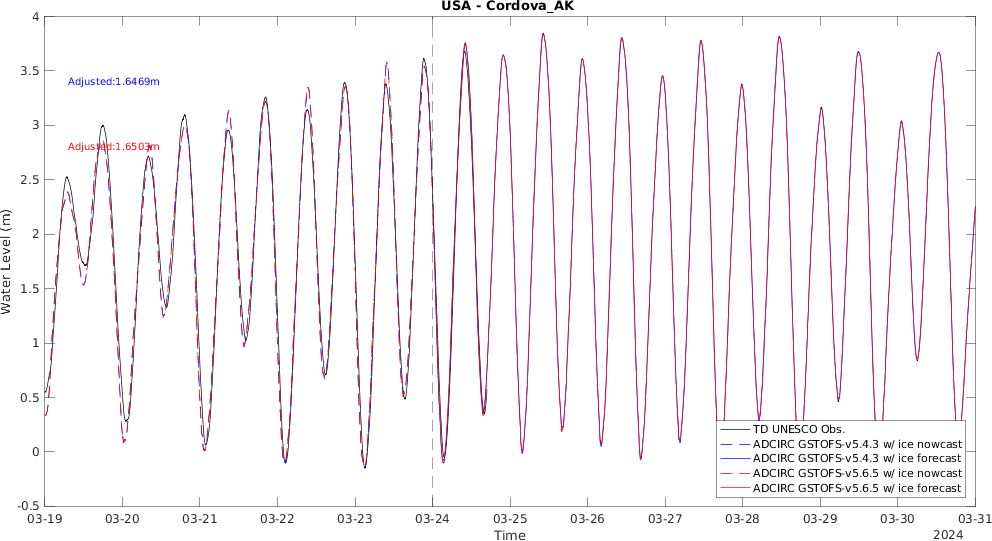 USA - Cordova_AK
4
3.5
3
2.5
2
1.5
1
0.5
0
-0.5
Water Level (m)
Adjusted:1.6469m
Adjusted:1.6503m
TD UNESCO Obs.
ADCIRC GSTOFS-v5.4.3 w/ ice nowcast
ADCIRC GSTOFS-v5.4.3 w/ ice forecast
ADCIRC GSTOFS-v5.6.5 w/ ice nowcast
ADCIRC GSTOFS-v5.6.5 w/ ice forecast
03-19 03-20 03-21 03-22 03-23 03-24 03-25 03-26 03-27 03-28 03-29 03-30 03-31
Time
2024